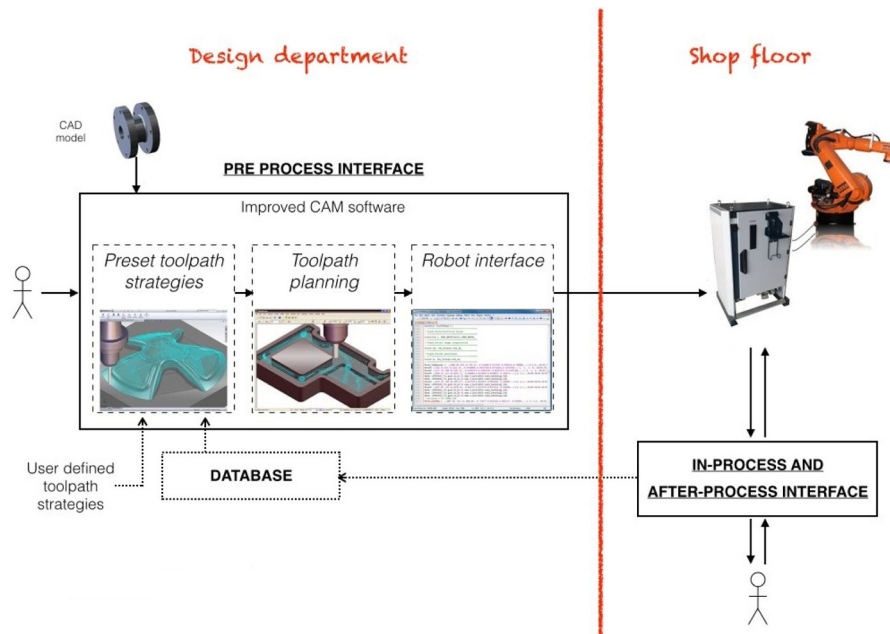 Design department
Shop floor
CAD
model
PRE PROCESS INTERFACE
Improved CAM software
Preset toolpath
strategies
Toolpath
planning
Robot interface
User defined
toolpath
strategies
DATABASE
IN-PROCESS AND
AFTER-PROCESS INTERFACE